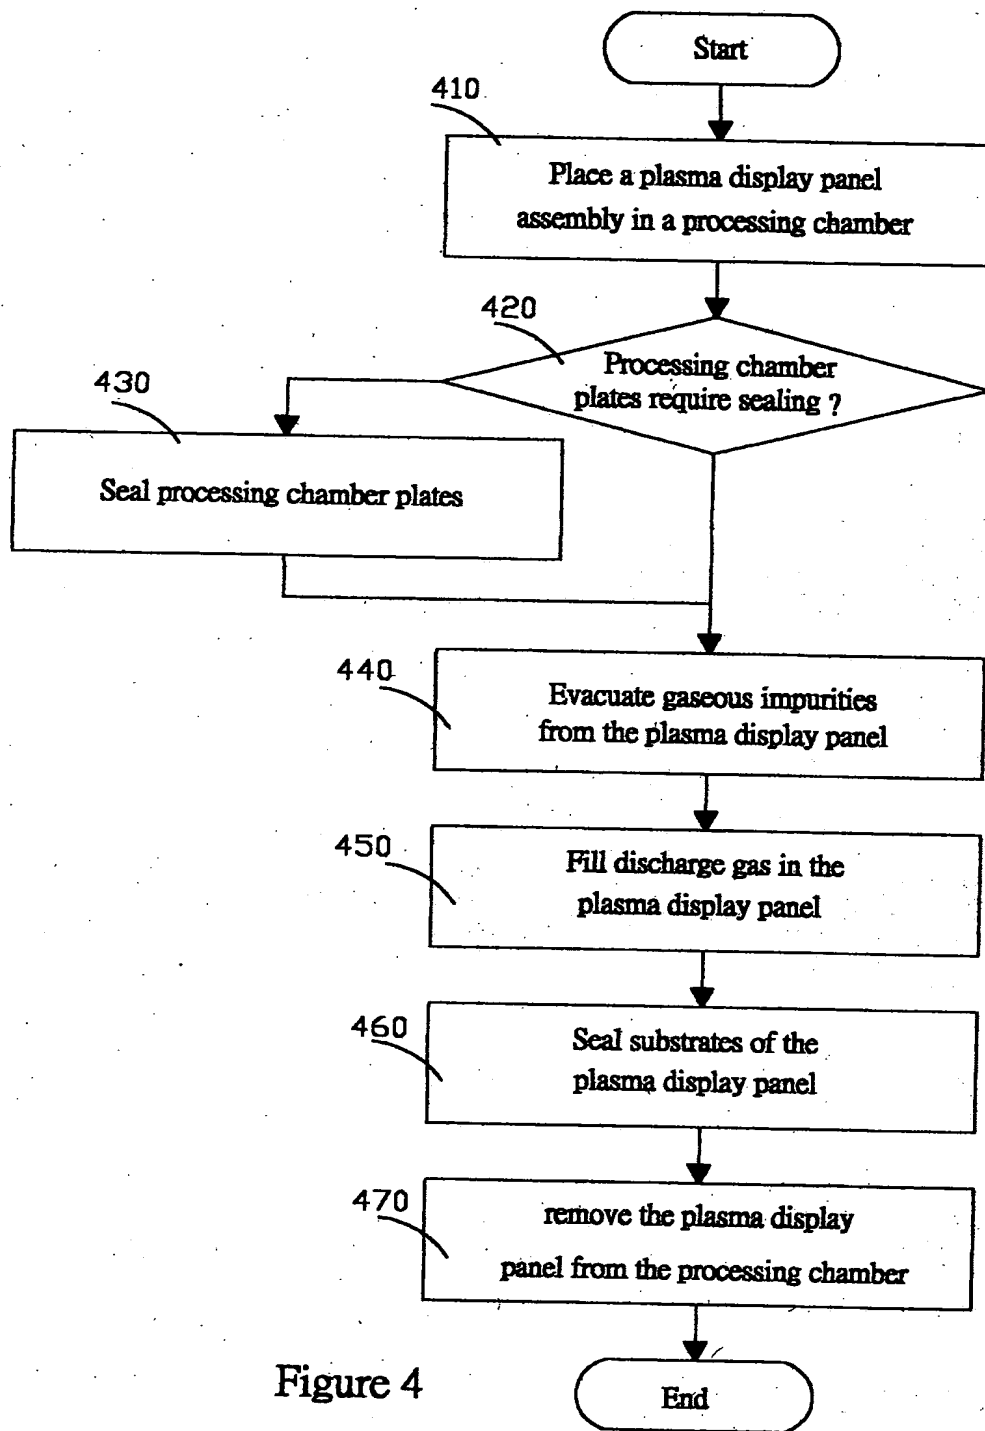 Start
410
Place a plasma display panel
assembly in a processing chamber
420
Processing chamber
plates require sealing ?
430
Seal processing chamber plates
440
Evacuate gaseous impurities
from the plasma display panel
450
Fill discharge gas in the
plasma display panel
460
Seal substrates of the
plasma display panel
470
remove the plasma display
panel from the processing chamber
End
Figure 4